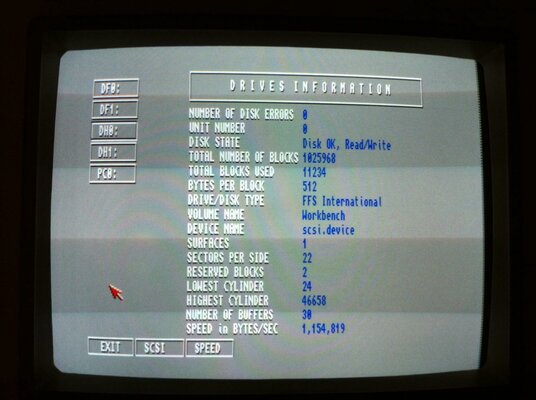 DRIVES INFORMATION
DF0:
DF1:
DH0:
DH1:
PC0:
NUMBER OF DISK ERRORS 0
UNIT NUMBER 0
DISK STATE Disk OK, Read/Write
TOTAL NUMBER OF BLOCKS 1025968
TOTAL BLOCKS USED 11234
BYTES PER BLOCK 512
DRIVE/DISK TYPE FFS International
VOLUME NAME Workbench
DEVICE NAME scsi.device
SURFACES 1
SECTORS PER SIDE 22
RESERVED BLOCKS 2
LOWEST CYLINDER 24
HIGHEST CYLINDER 46658
NUMBER OF BUFFERS 30
SPEED in BYTES/SEC 1,154,819
EXIT SCSI SPEED